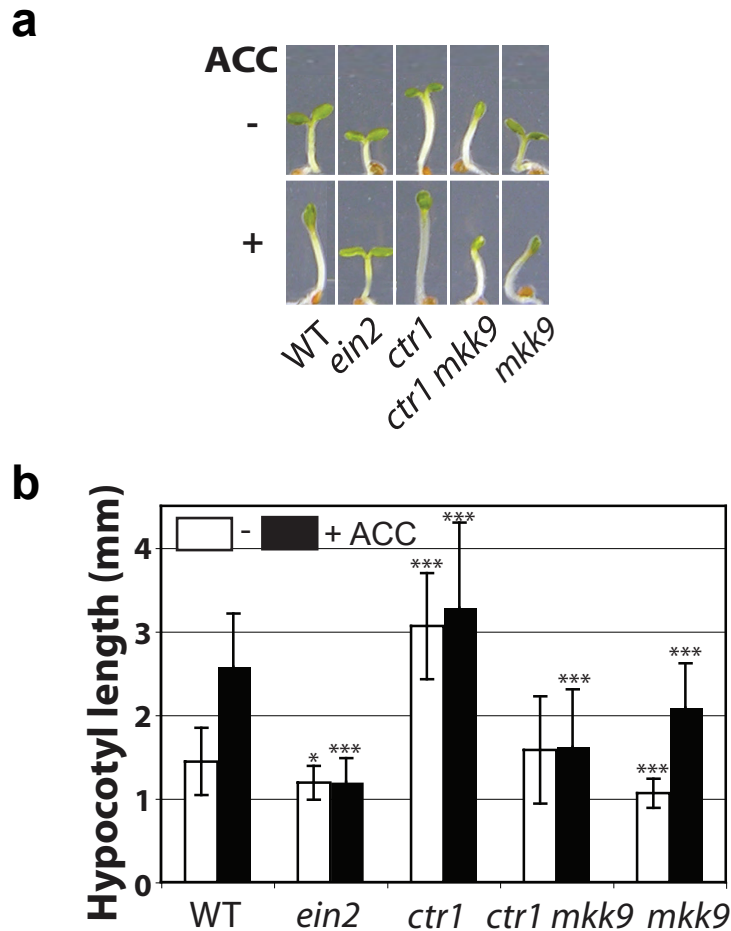 a
ACC
-
+
WT
ein2
ctr1
ctr1 mkk9
mkk9
b
Hypocotyl length (mm)
- + ACC
4
3
2
1
0
***
***
*
***
***
***
***
WT ein2 ctr1 ctr1 mkk9 mkk9